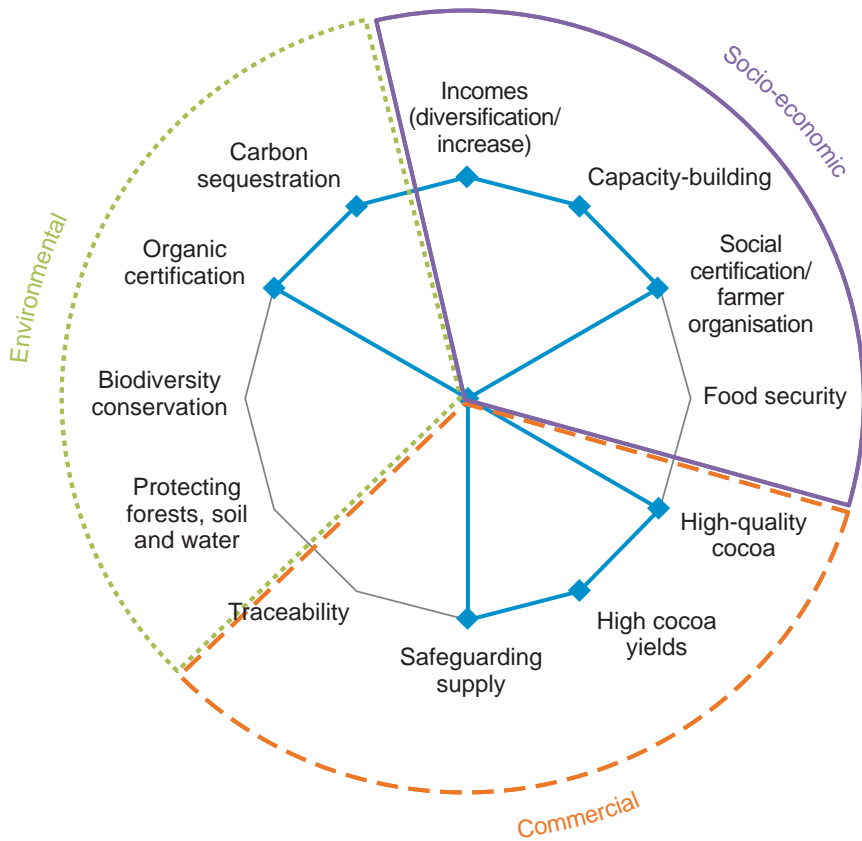 Socio-economic
Incomes
(diversification/
increase)
Carbon
sequestration
Capacity-building
Organic
certification
Social
certification/
farmer
organisation
Environmental
Biodiversity
conservation
Food security
Protecting
forests, soil
and water
High-quality
cocoa
Traceability
High cocoa
yields
Safeguarding
supply
Commercial